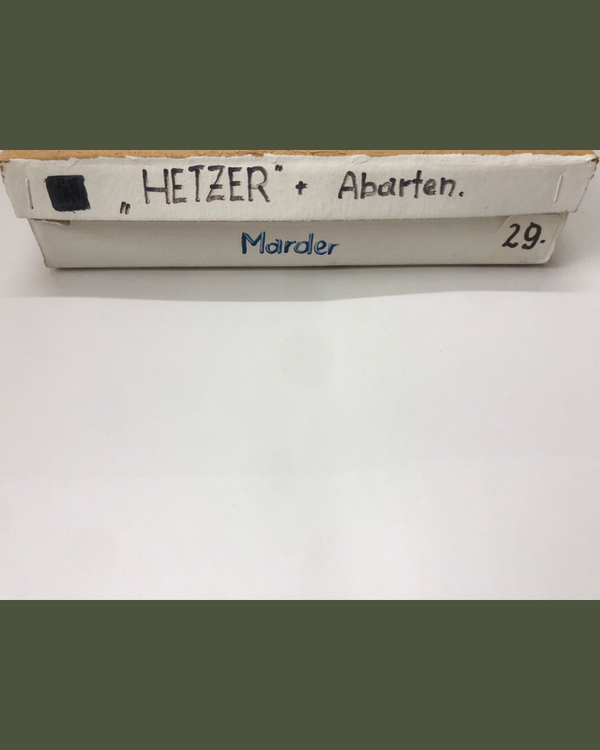 „HETZER" + Abarten.
Marder
29.